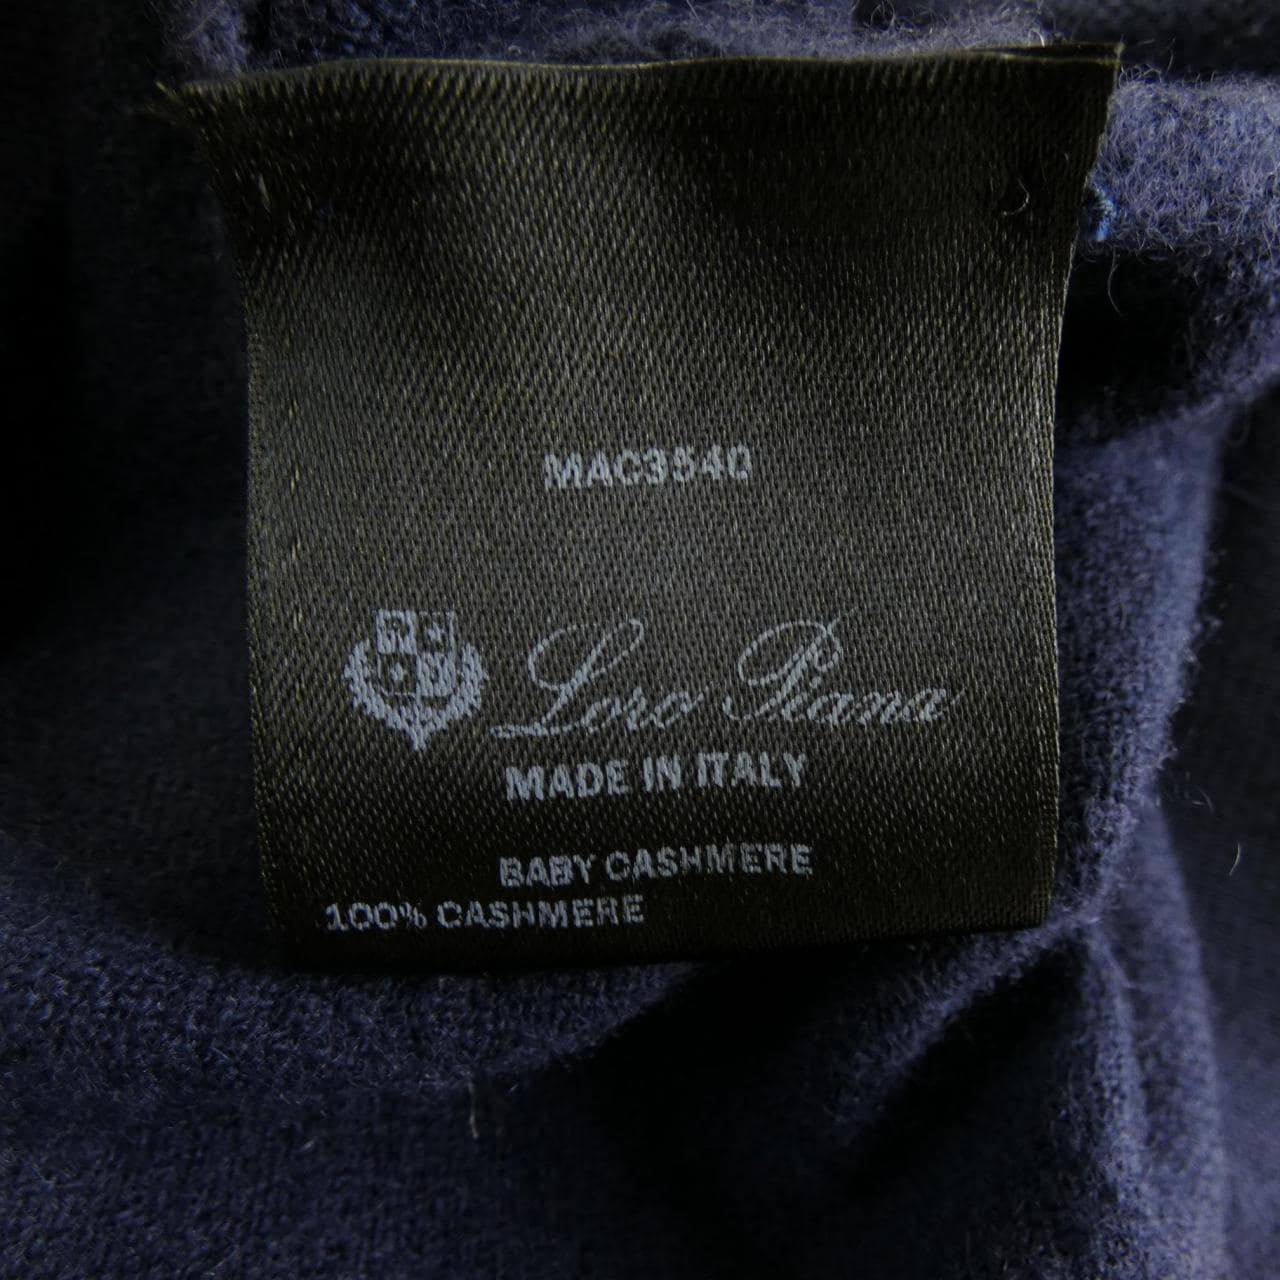 MAC3540
Loro Piana
MADE IN ITALY
BABY CASHMERE
100% CASHMERE